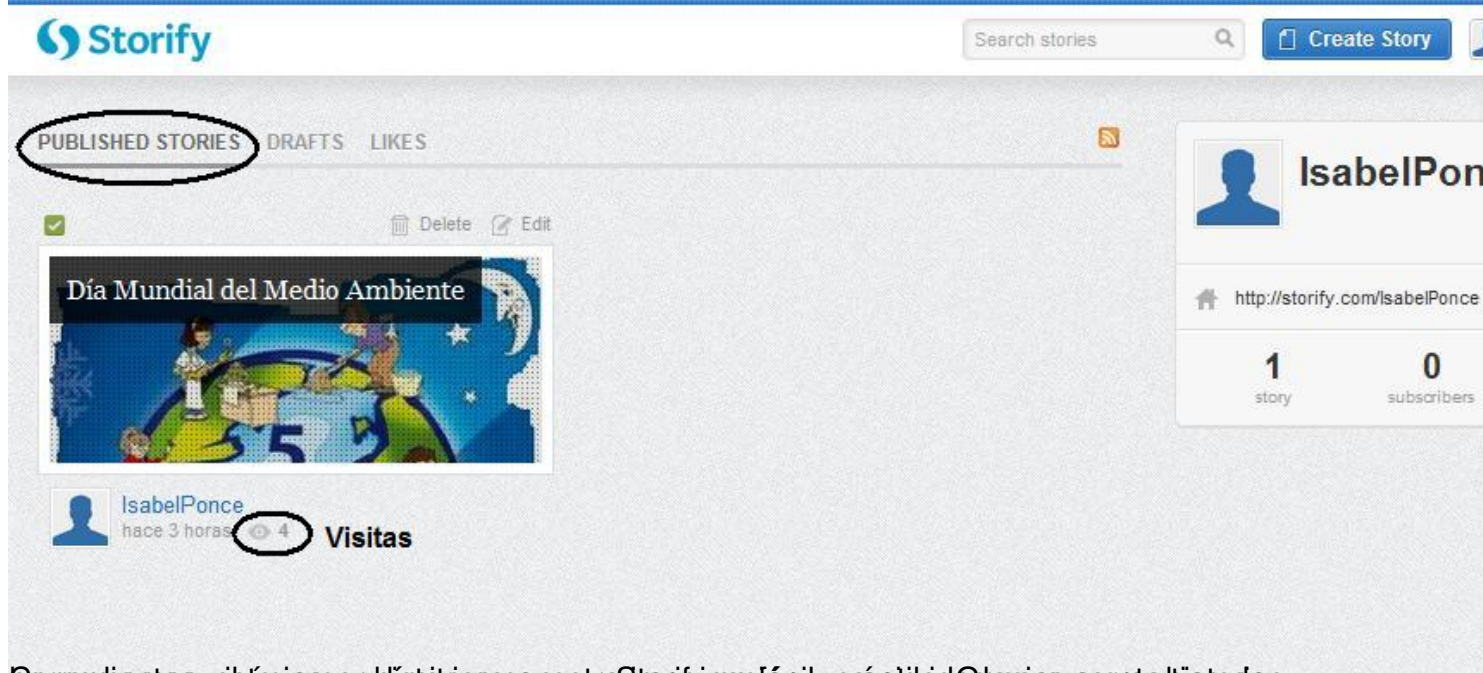 Storify
Search stories
Create Story
PUBLISHED STORIES DRAFTS LIKES
IsabelPon
Delete Edit
Día Mundial del Medio Ambiente
http://storify.com/IsabelPonce
1 0
story subscribers
5
IsabelPonce
hace 3 horas 4 Visitas